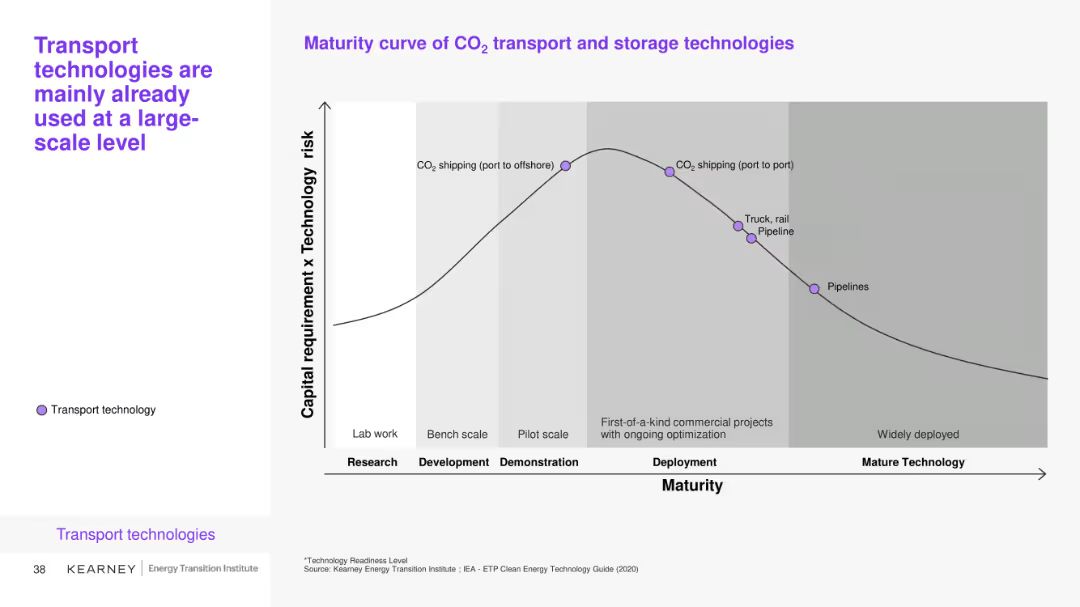 Transport
technologies are
mainly already
used at a large-
scale level
Maturity curve of CO₂ transport and storage technologies
Capital requirement x Technology risk
CO₂ shipping (port to offshore)
CO₂ shipping (port to port)
Truck, rail
Pipeline
Pipelines
Transport technology
Lab work
Bench scale
Pilot scale
First-of-a-kind commercial projects
with ongoing optimization
Widely deployed
Research
Development
Demonstration
Deployment
Mature Technology
Maturity
Transport technologies
38
KEARNEY
Energy Transition Institute
*Technology Readiness Level
Source: Kearney Energy Transition Institute ; IEA - ETP Clean Energy Technology Guide (2020)